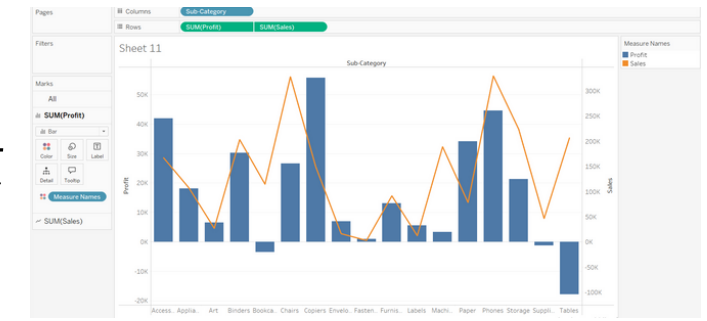 Pages
Columns Sub-Category
Rows SUM(Profit) SUM(Sales)
Filters
Sheet 11
Measure Names
Profit
Sales
Sub-Category
Marks
All
SUM(Profit)
Bar
Color Size Label
Detail Tooltip
Measure Names
SUM(Sales)
Profit
50K
40K
30K
20K
10K
0K
-10K
-20K
Sales
300K
250K
200K
150K
100K
50K
0K
-50K
-100K
Access.. Applia.. Art Binders Bookca.. Chairs Copiers Envelo.. Fasten.. Furnis.. Labels Machi.. Paper Phones Storage Suppli.. Tables